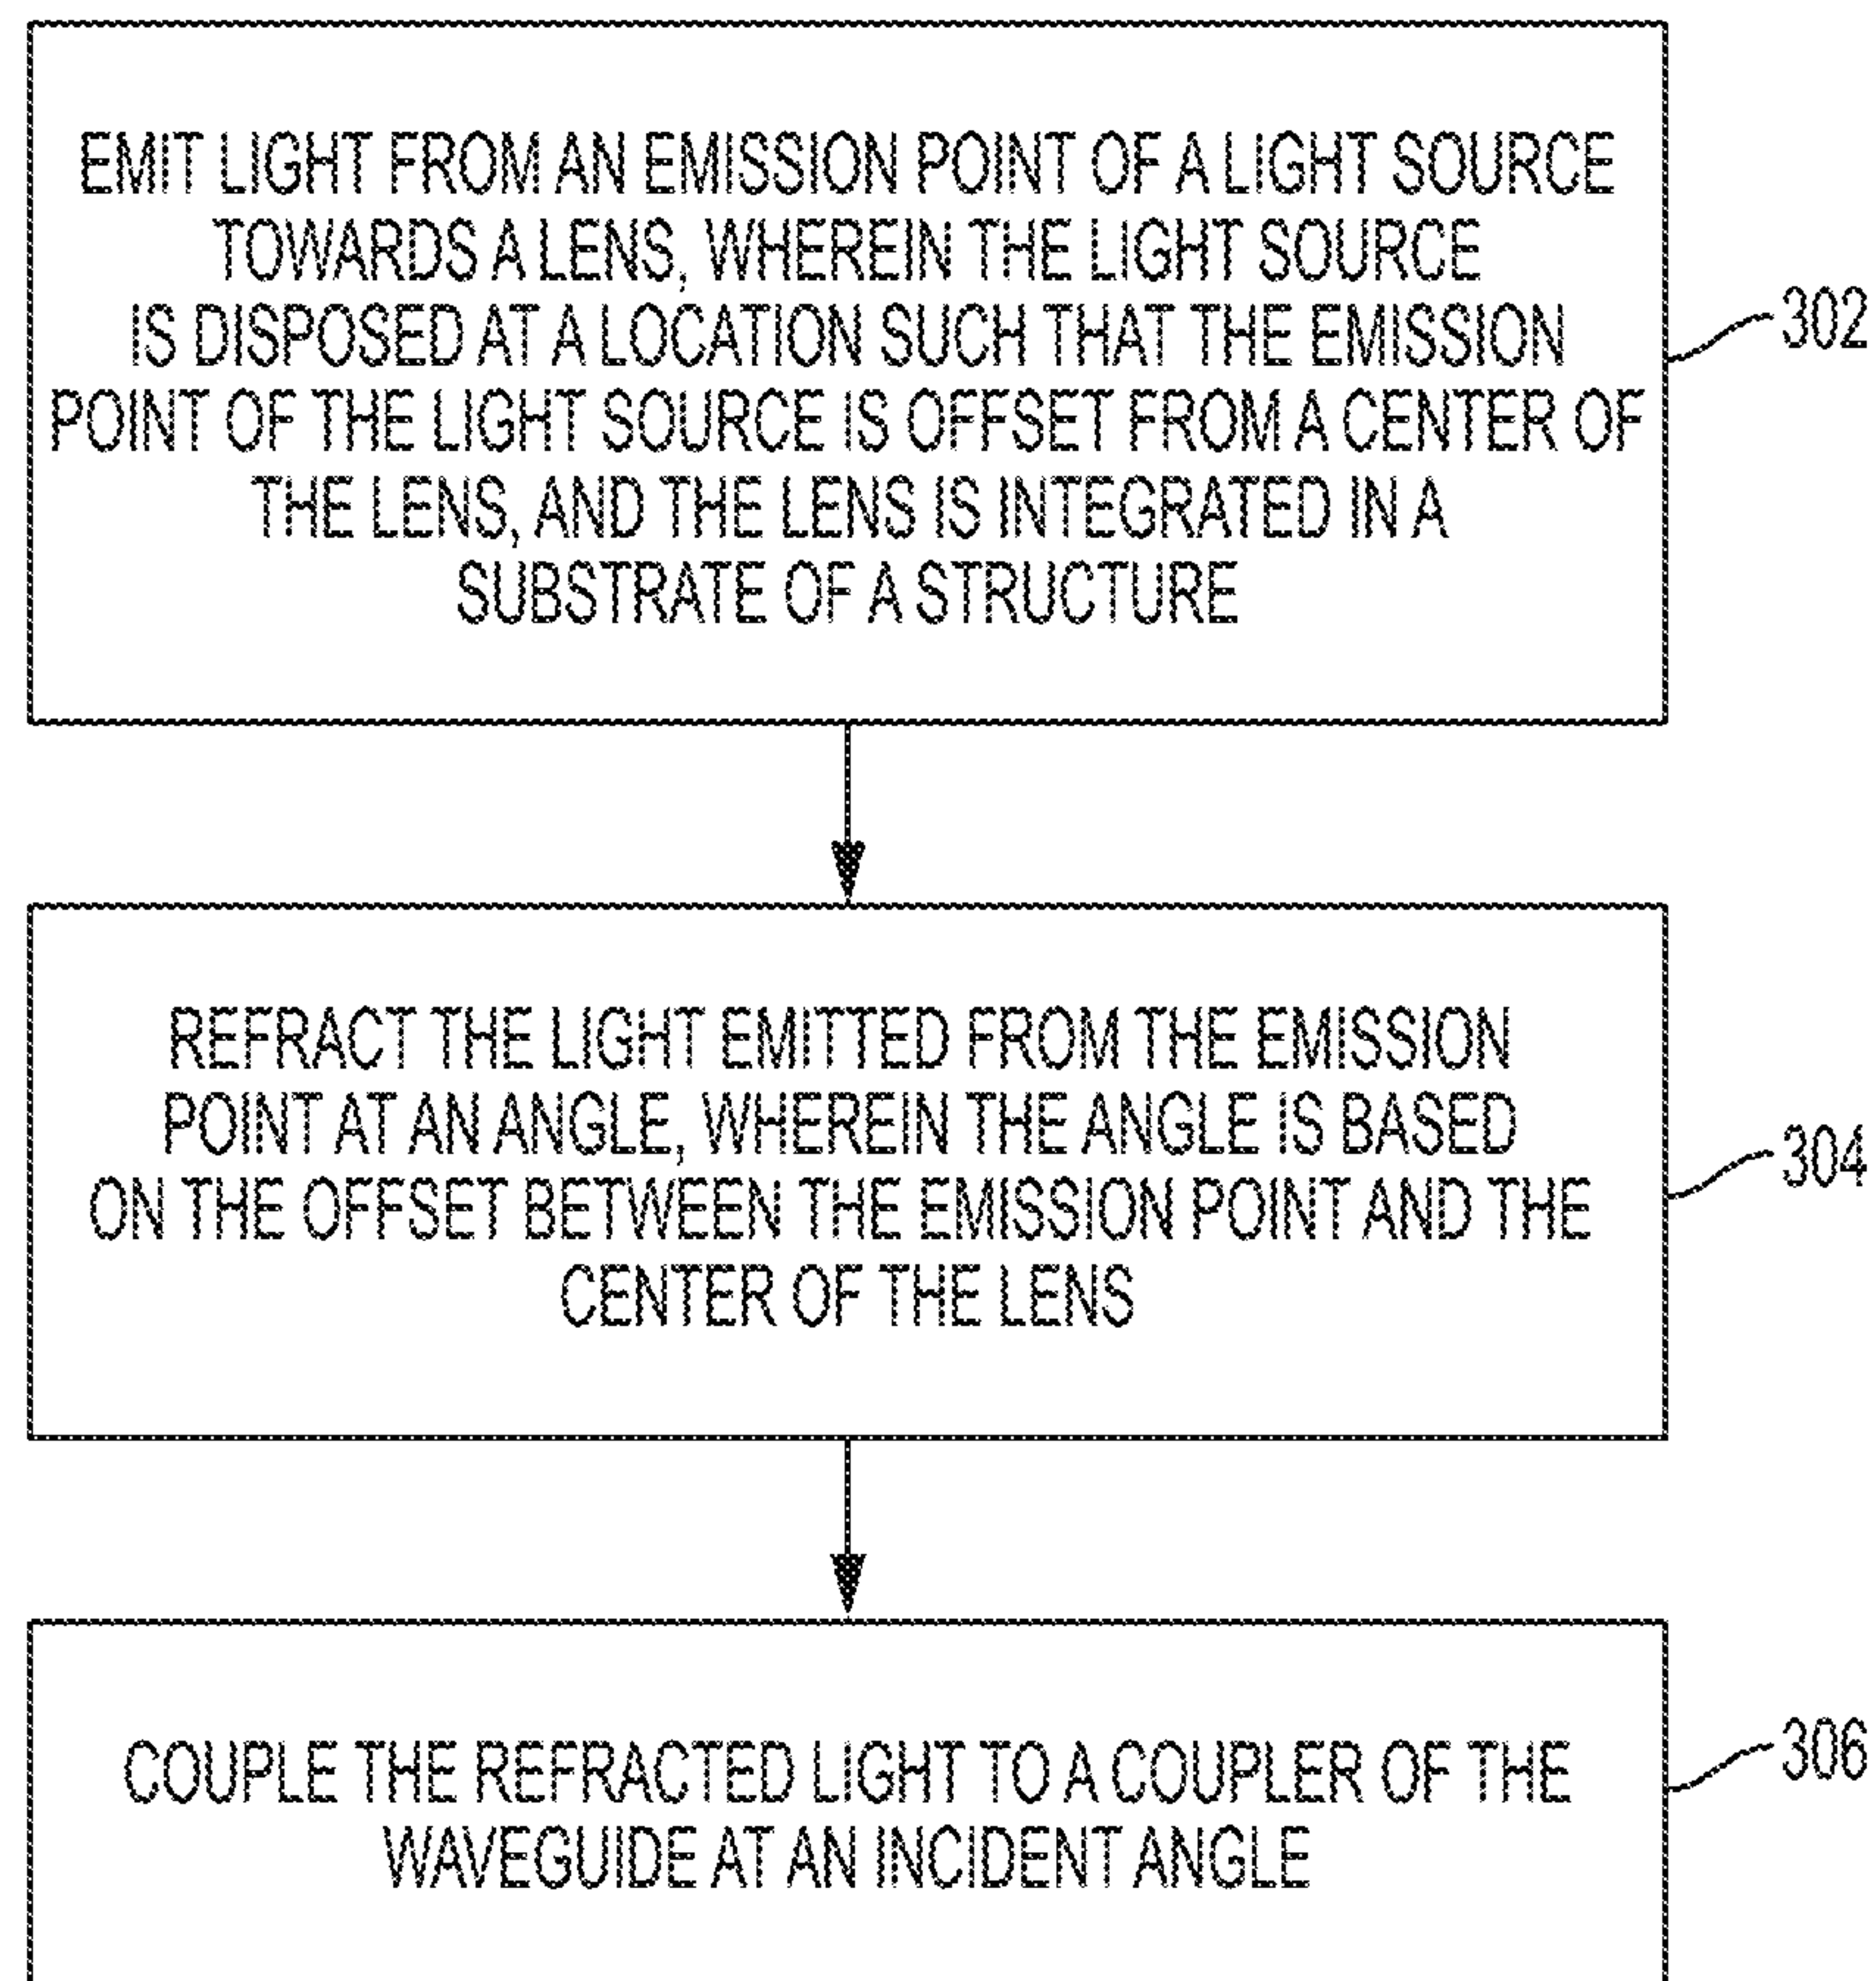 EMIT LIGHT FROM AN EMISSION POINT OF A LIGHT SOURCE
TOWARDS A LENS, WHEREIN THE LIGHT SOURCE
IS DISPOSED AT A LOCATION SUCH THAT THE EMISSION
POINT OF THE LIGHT SOURCE IS OFFSET FROM A CENTER OF
THE LENS, AND THE LENS IS INTEGRATED IN A
SUBSTRATE OF A STRUCTURE
302
REFRACT THE LIGHT EMITTED FROM THE EMISSION
POINT AT AN ANGLE, WHEREIN THE ANGLE IS BASED
ON THE OFFSET BETWEEN THE EMISSION POINT AND THE
CENTER OF THE LENS
304
COUPLE THE REFRACTED LIGHT TO A COUPLER OF THE
WAVEGUIDE AT AN INCIDENT ANGLE
306